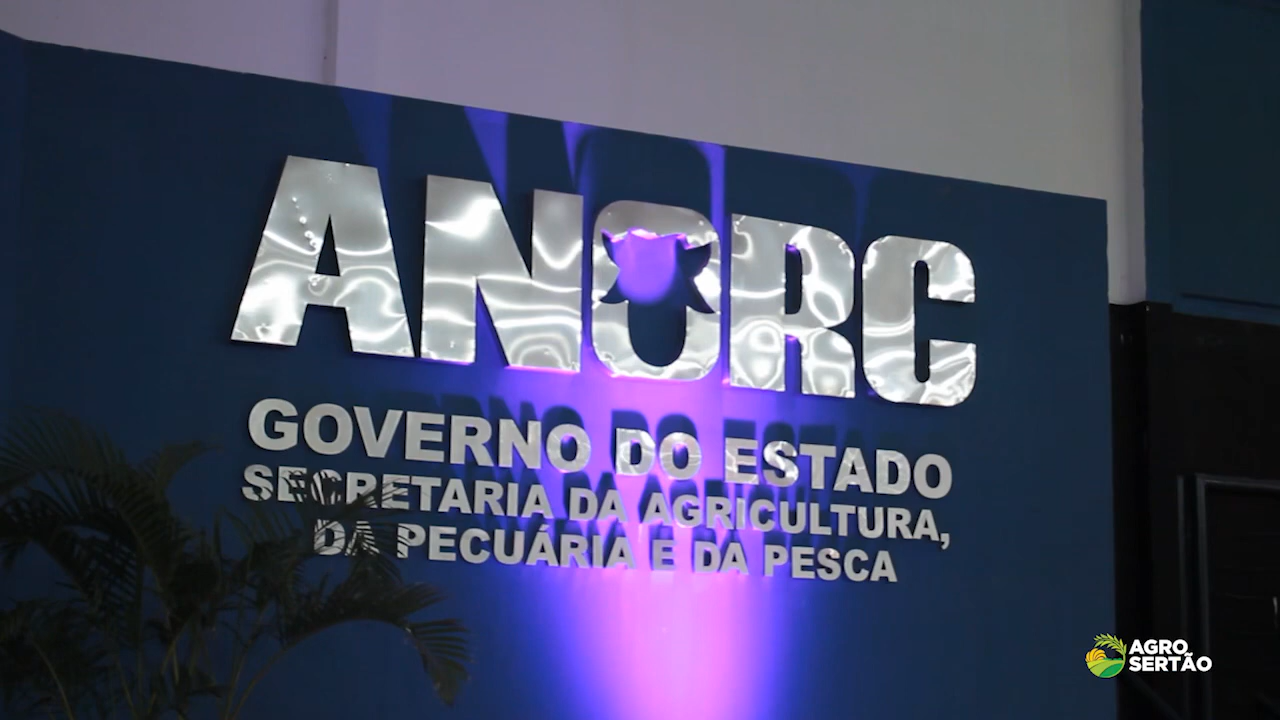 ANORC
GOVERNO DO ESTADO
SECRETARIA DA AGRICULTURA,
DA PECUÁRIA E DA PESCA
AGRO
SERTÃO